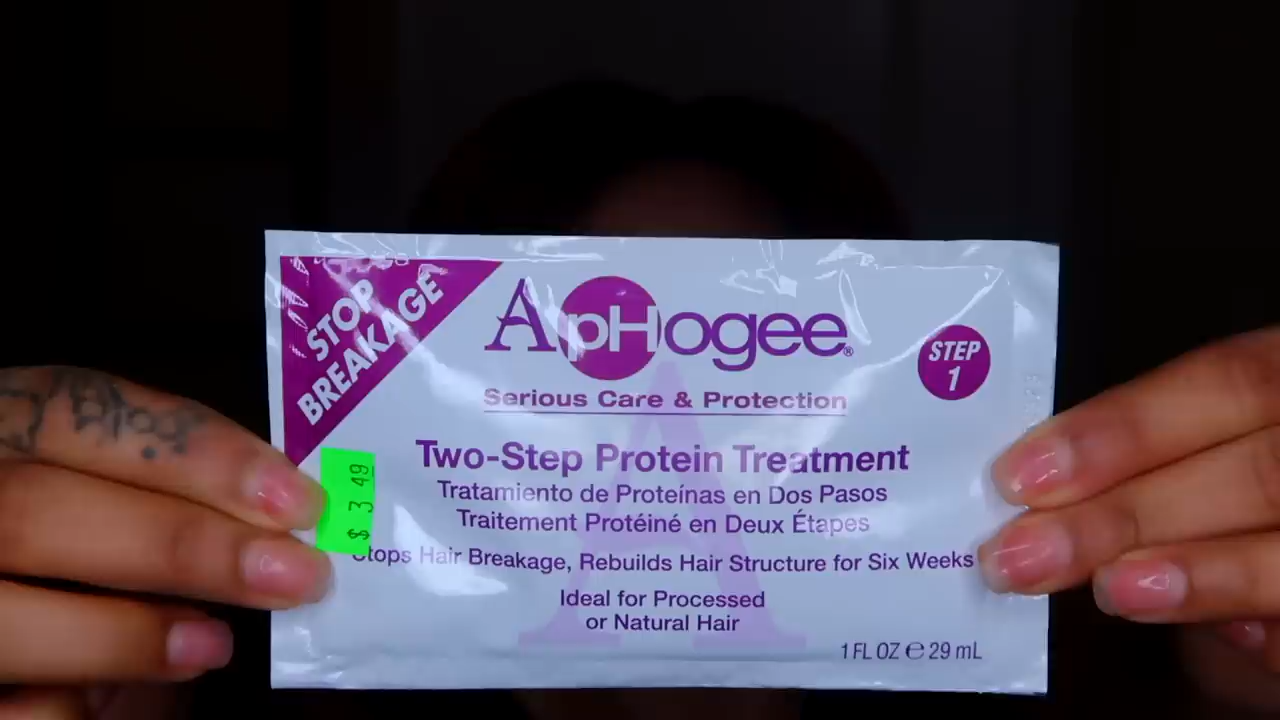 STOP
BREAKAGE
ApHogee®
STEP
1
Serious Care & Protection
Two-Step Protein Treatment
Tratamiento de Proteínas en Dos Pasos
Traitement Protéiné en Deux Étapes
Stops Hair Breakage, Rebuilds Hair Structure for Six Weeks
Ideal for Processed
or Natural Hair
1 FL OZ ℮ 29 mL
$ 3 49